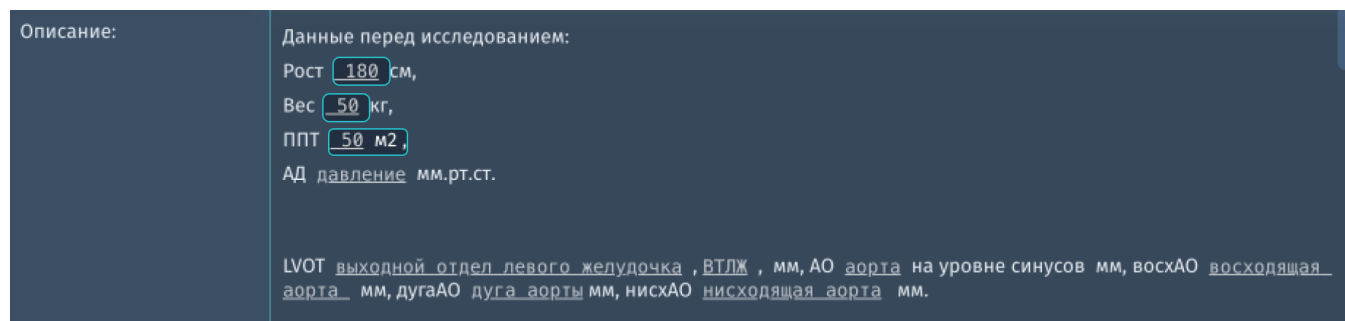 Описание:
Данные перед исследованием:
Рост 180 см,
Вес 50 кг,
ППТ 50 м2 ,
АД давление мм.рт.ст.
LVOT выходной отдел левого желудочка , ВТЛЖ , мм, АО аорта на уровне синусов мм, восхАО восходящая
аорта мм, дугаАО дуга аорты мм, нисхАО нисходящая аорта мм.